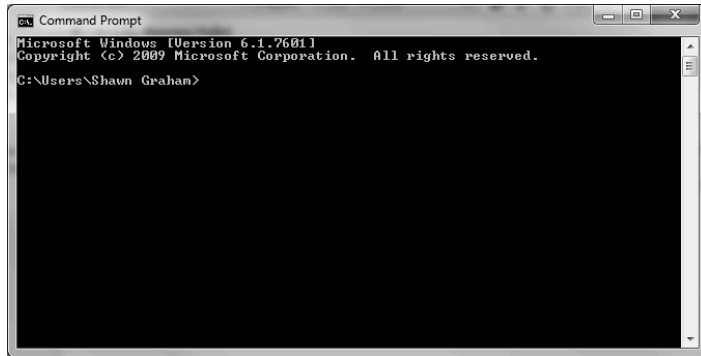 Command Prompt
Microsoft Windows [Version 6.1.7601]
Copyright (c) 2009 Microsoft Corporation.  All rights reserved.
C:\Users\Shawn Graham>